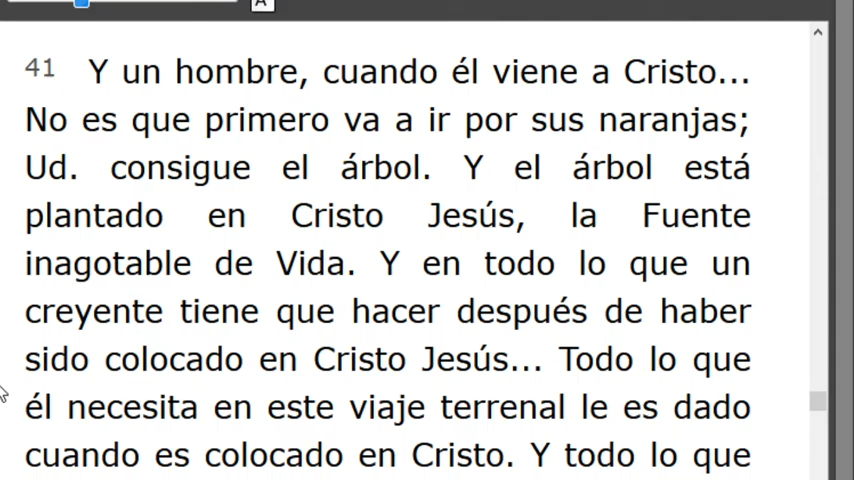 A
41 Y un hombre, cuando él viene a Cristo...
No es que primero va a ir por sus naranjas;
Ud. consigue el árbol. Y el árbol está
plantado en Cristo Jesús, la Fuente
inagotable de Vida. Y en todo lo que un
creyente tiene que hacer después de haber
sido colocado en Cristo Jesús... Todo lo que
él necesita en este viaje terrenal le es dado
cuando es colocado en Cristo. Y todo lo que